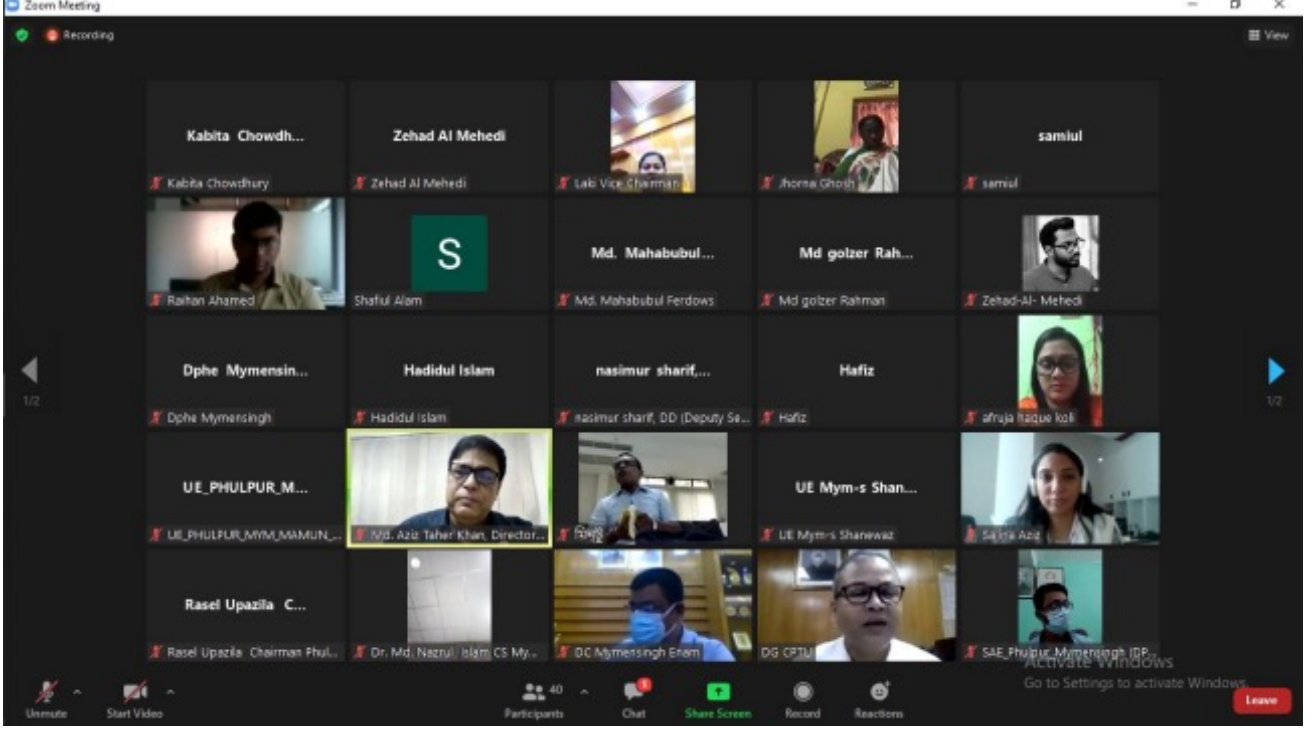 Zoom Meeting
Recording
View
Kabita Chowdh...
Kabita Chowdhury
Zehad Al Mehedi
Zehad Al Mehedi
Laki Vice Chairman
Jhorna Ghosh
samiul
samiul
Raihan Ahamed
S
Shafiul Alam
Md. Mahabubul...
Md. Mahabubul Ferdows
Md golzer Rah...
Md golzer Rahman
Zehad-Al- Mehedi
Dphe Mymensin...
Dphe Mymensingh
Hadidul Islam
Hadidul Islam
nasimur sharif,...
nasimur sharif, DD (Deputy Se...
Hafiz
Hafiz
afruja haque koli
1/2
1/2
UE_PHULPUR_M...
UE_PHULPUR_MYM_MAMUN_...
Md. Aziz Taher Khan, Director...
UE Mym-s Shan...
UE Mym-s Shanewaz
Aziz
Rasel Upazila C...
Rasel Upazila Chairman Phul...
Dr. Md. Nazrul Islam CS My...
DC Mymensingh Enam
DG CPTU
SAE_Phulpur_Mymensingh (DP...
Activate Windows
Go to Settings to activate Windows.
Unmute
Start Video
40
Participants
Chat
Share Screen
Record
Reactions
Leave